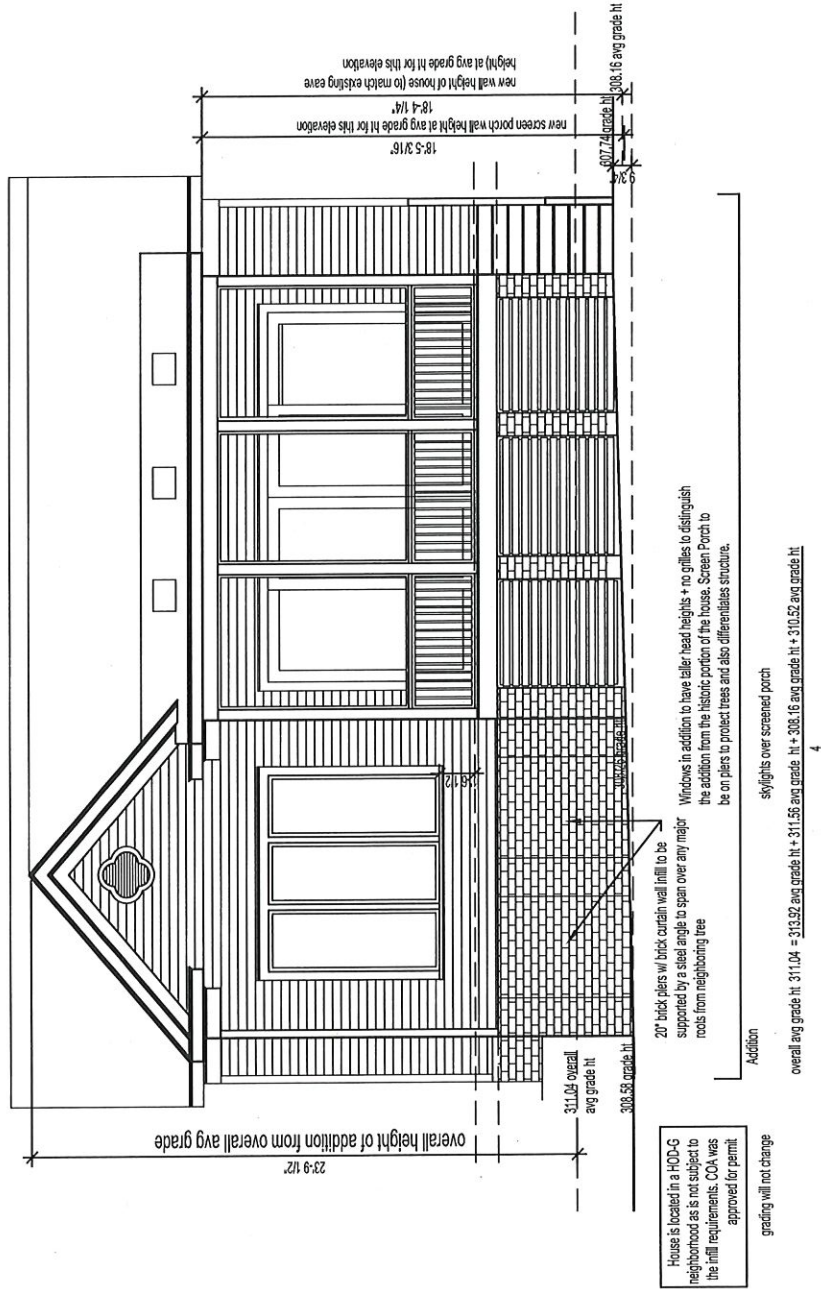 23'-9 1/2"
overall height of addition from overall avg grade
311.04 overall
avg grade ht
308.58 grade ht
1'-6 1/2
18'-5 3/16"
new screen porch wall height at avg grade ht for this elevation
18'-4 1/4"
new wall height of house (to match existing eave
height) at avg grade ht for this elevation
9 3/4"
307.74 grade ht
308.16 avg grade ht
House is located in a HOD-G
neighborhood as is not subject to
the infill requirements. COA was
approved for permit
grading will not change
20" brick piers w/ brick curtain wall infill to be
supported by a steel angle to span over any major
roots from neighboring tree
Windows in addition to have taller head heights + no grilles to distinguish
the addition from the historic portion of the house. Screen Porch to
be on piers to protect trees and also differentiates structure.
Addition
skylights over screened porch
overall avg grade ht 311.04 = 313.92 avg grade ht + 311.56 avg grade ht + 308.16 avg grade ht + 310.52 avg grade ht
4